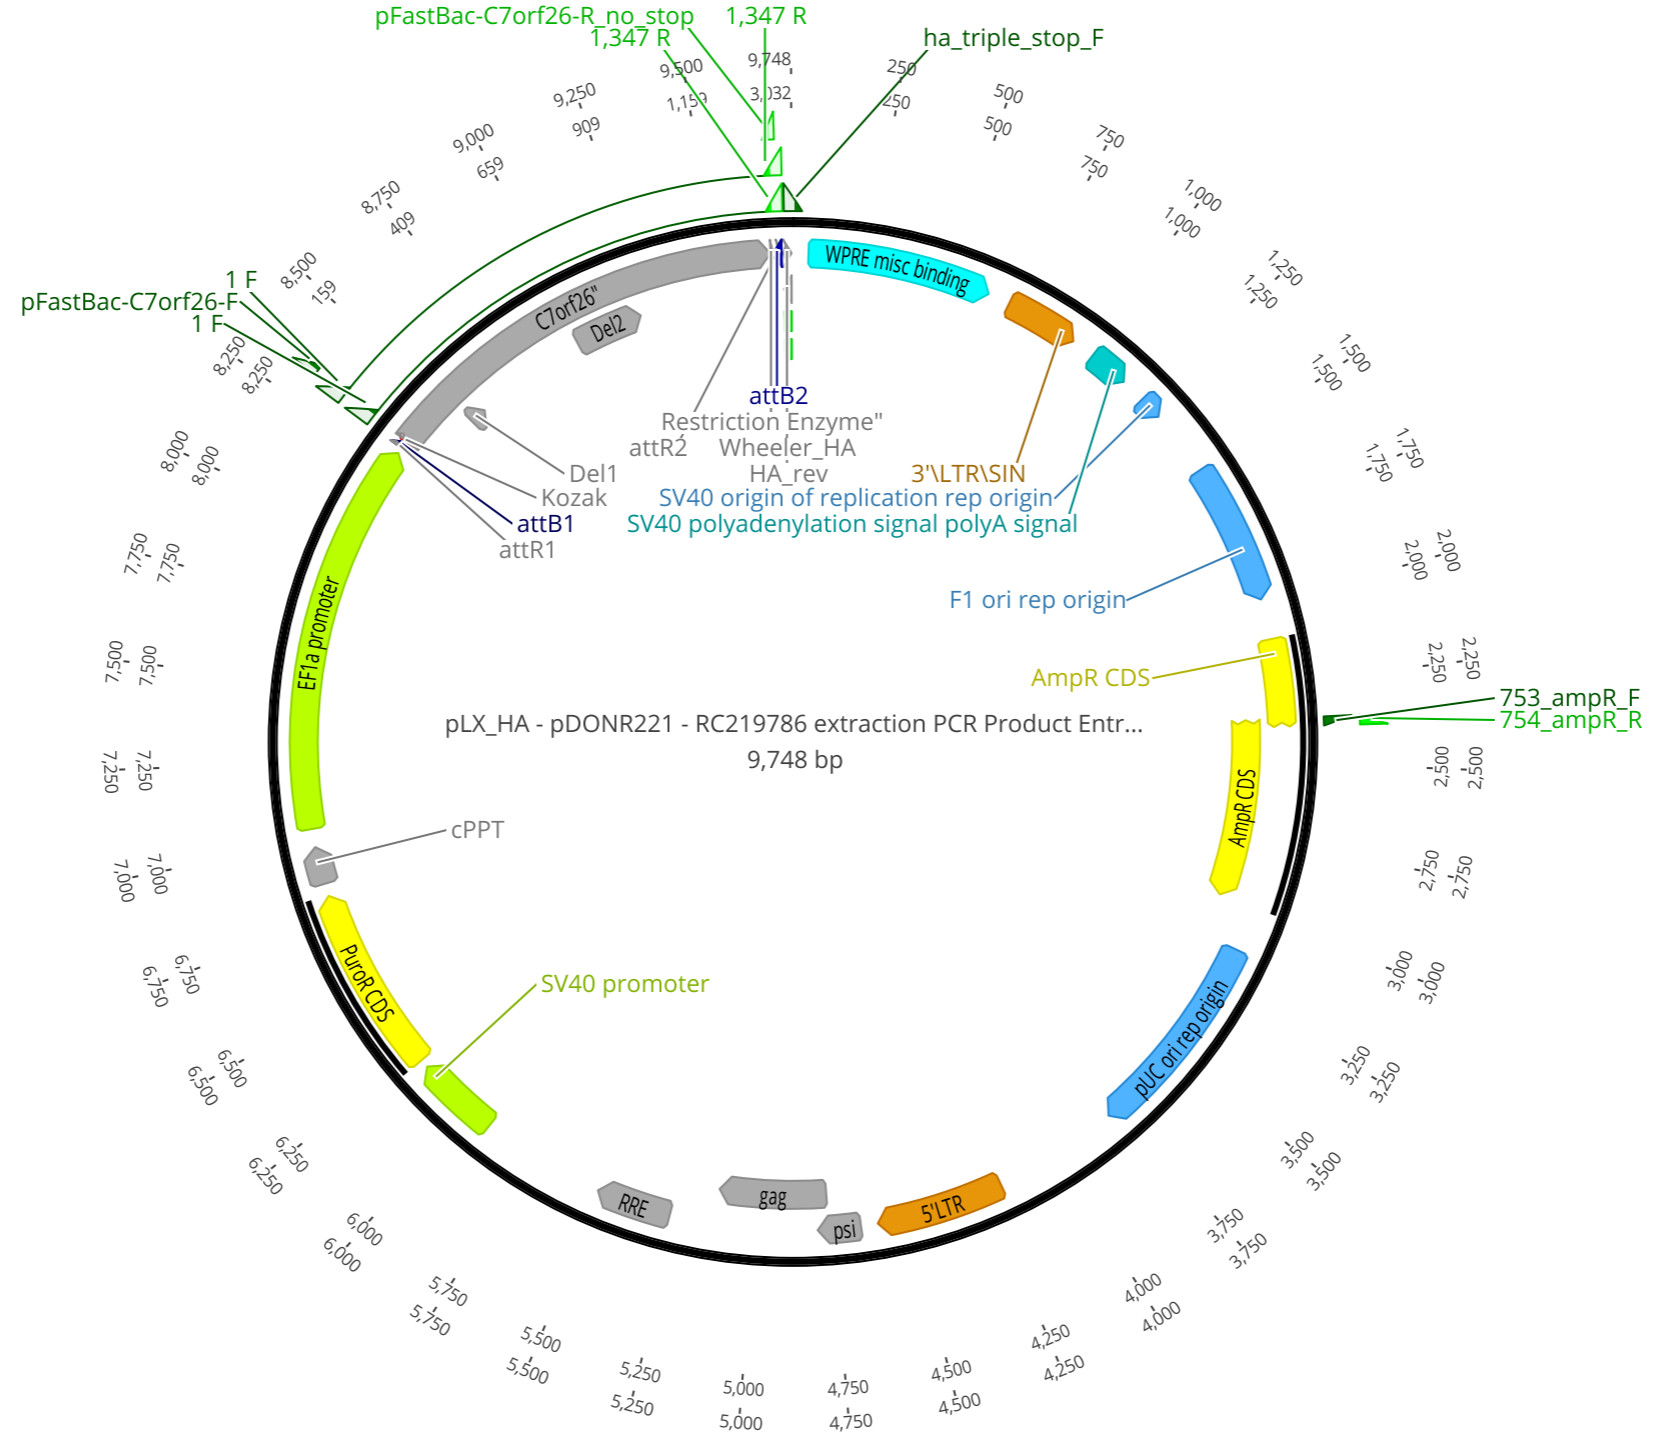 pFastBac-C7orf26-R_no_stop
1,347 R
1,347 R
ha_triple_stop_F
9,748
3,032
250
250
500
500
750
750
1,000
1,000
1,250
1,250
1,500
1,500
1,750
1,750
2,000
2,000
2,250
2,250
2,500
2,500
2,750
2,750
3,000
3,000
3,250
3,250
3,500
3,500
3,750
3,750
4,000
4,000
4,250
4,250
4,500
4,500
4,750
4,750
5,000
5,000
5,250
5,250
5,500
5,500
5,750
5,750
6,000
6,000
6,250
6,250
6,500
6,500
6,750
6,750
7,000
7,000
7,250
7,250
7,500
7,500
7,750
7,750
8,000
8,000
8,250
8,250
8,500
159
8,750
409
9,000
659
9,250
909
9,500
1,159
1 F
pFastBac-C7orf26-F
1 F
753_ampR_F
754_ampR_R
WPRE misc binding
C7orf26"
Del2
attB2
Restriction Enzyme"
attR2
Wheeler_HA
HA_rev
Del1
Kozak
attB1
attR1
3'\LTR\SIN
SV40 origin of replication rep origin
SV40 polyadenylation signal polyA signal
F1 ori rep origin
AmpR CDS
AmpR CDS
EF1a promoter
pLX_HA - pDONR221 - RC219786 extraction PCR Product Entr...
9,748 bp
cPPT
PuroR CDS
SV40 promoter
pUC ori rep origin
RRE
gag
psi
5'LTR